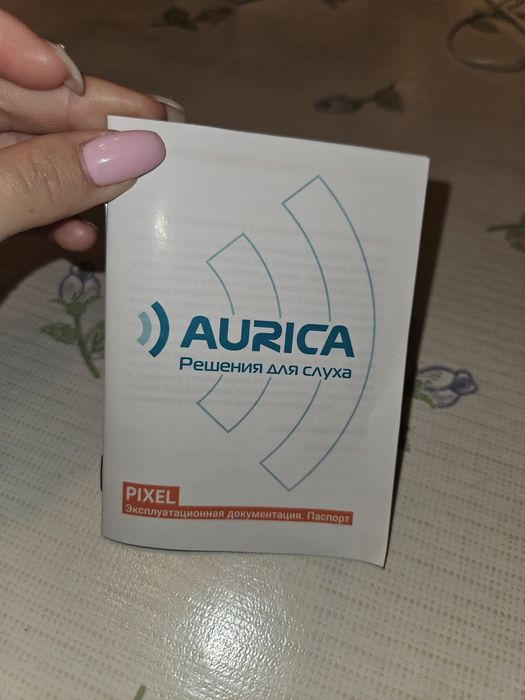 AURICA
Решения для слуха
PIXEL
Эксплуатационная документация. Паспорт